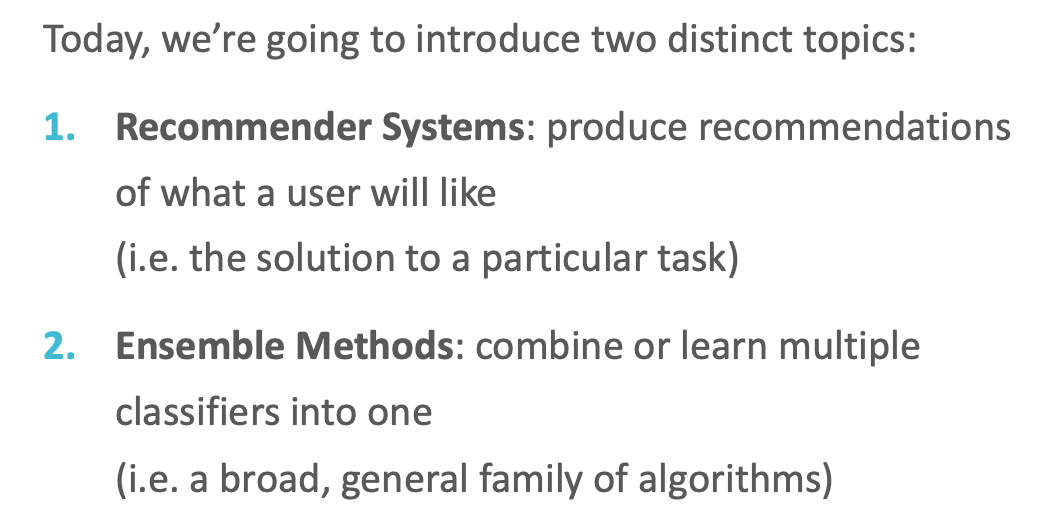 Today, we're going to introduce two distinct topics:
1. Recommender Systems: produce recommendations
of what a user will like
(i.e. the solution to a particular task)
2. Ensemble Methods: combine or learn multiple
classifiers into one
(i.e. a broad, general family of algorithms)